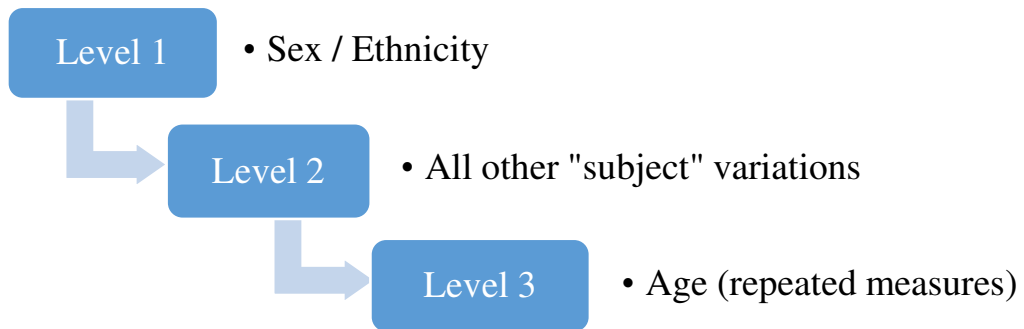 Level 1 • Sex / Ethnicity
Level 2 • All other "subject" variations
Level 3 • Age (repeated measures)